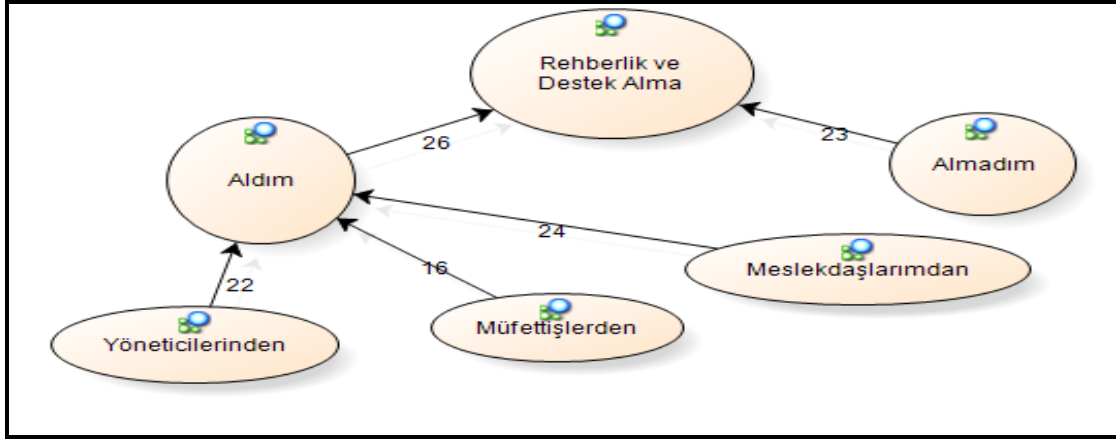 Rehberlik ve
Destek Alma
26
23
Aldım
Almadım
24
Meslekdaşlarımdan
16
22
Müfettişlerden
Yöneticilerinden